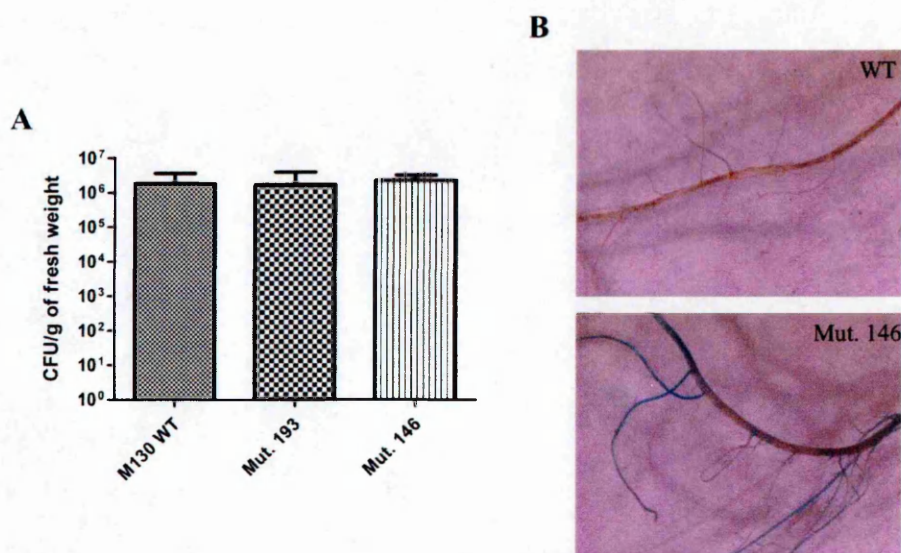 A
CFU/g of fresh weight
10⁷
10⁶
10⁵
10⁴
10³
10²
10¹
10⁰
M130 WT
Mut. 193
Mut. 146
B
WT
Mut. 146